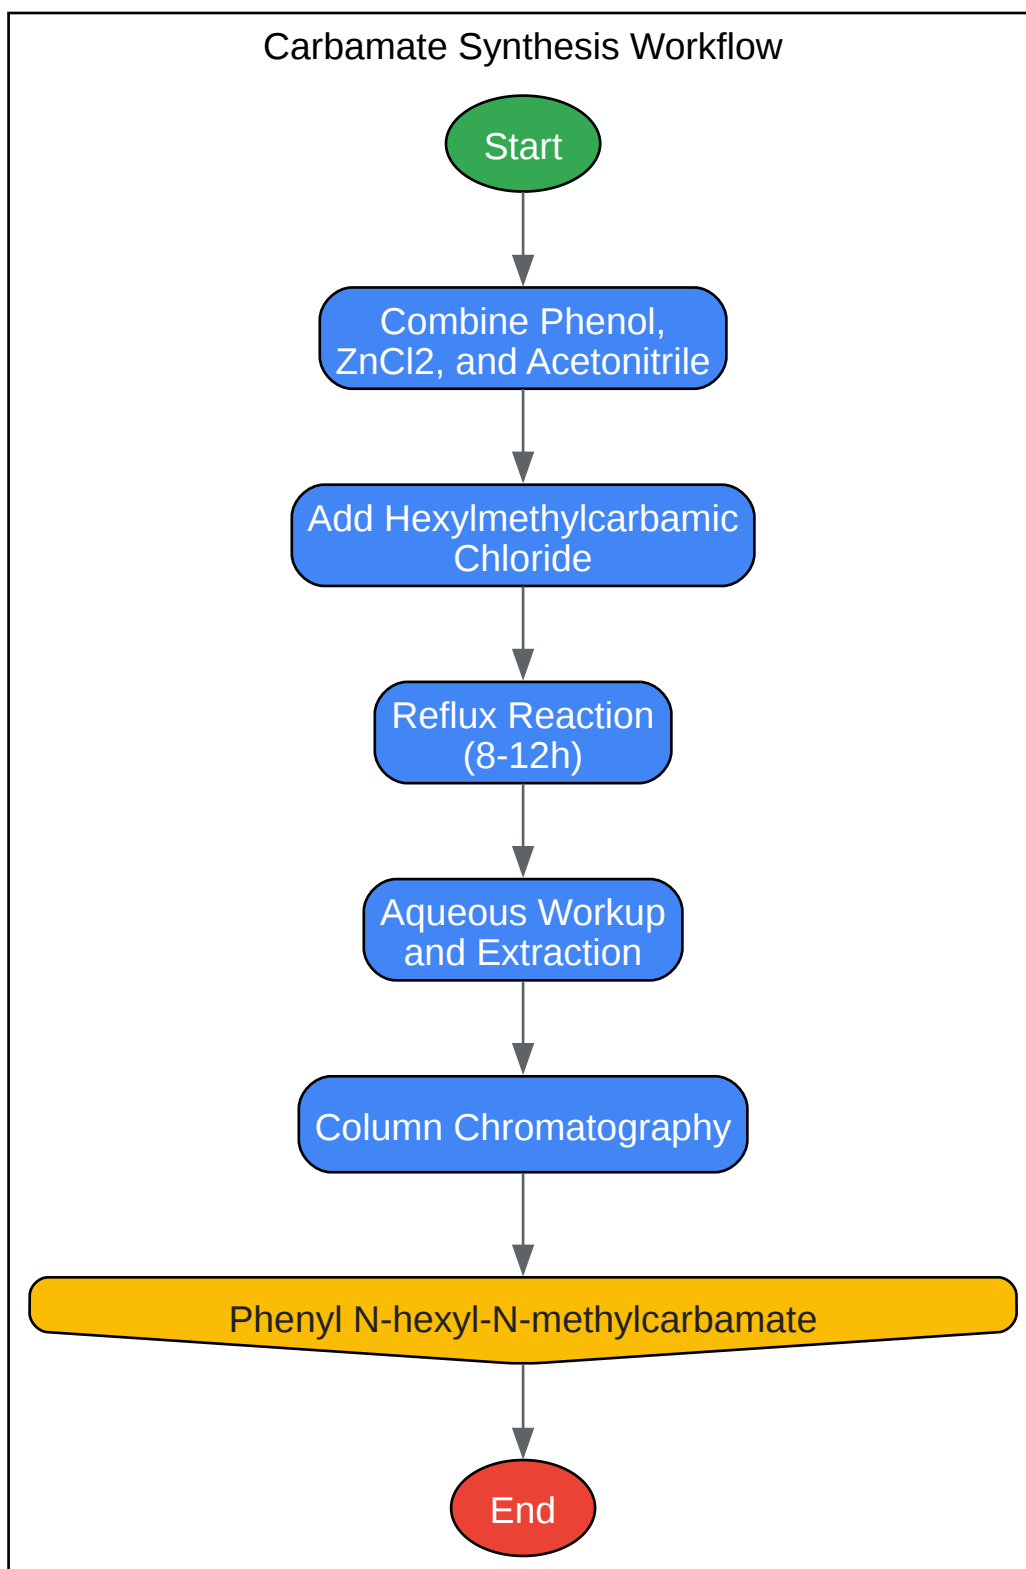 Carbamate Synthesis Workflow
Start
Combine Phenol,
ZnCl2, and Acetonitrile
Add Hexylmethylcarbamic
Chloride
Reflux Reaction
(8-12h)
Aqueous Workup
and Extraction
Column Chromatography
Phenyl N-hexyl-N-methylcarbamate
End